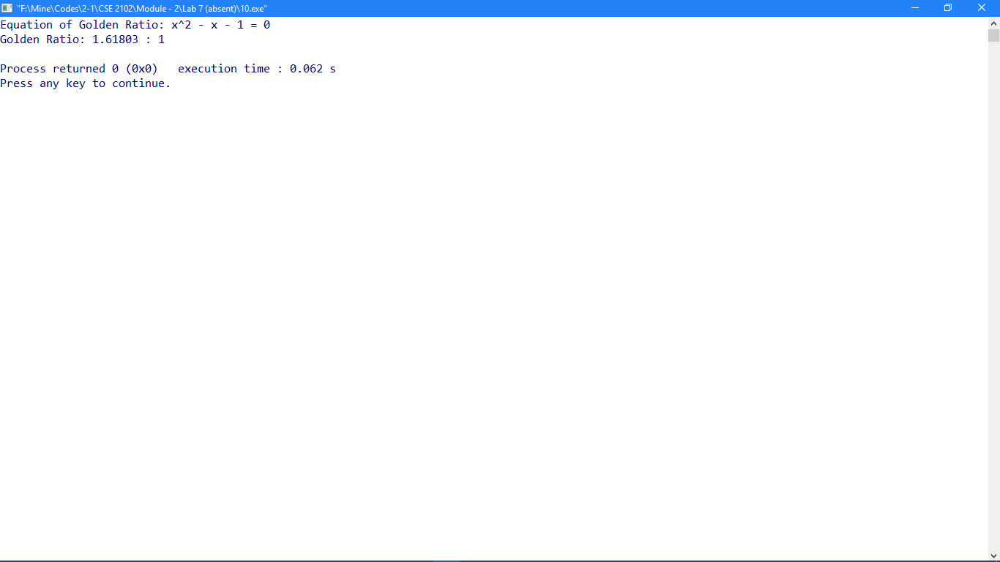 "F:\Mine\Codes\2-1\CSE 2102\Module - 2\Lab 7 (absent)\10.exe"
Equation of Golden Ratio: x^2 - x - 1 = 0
Golden Ratio: 1.61803 : 1
Process returned 0 (0x0)   execution time : 0.062 s
Press any key to continue.